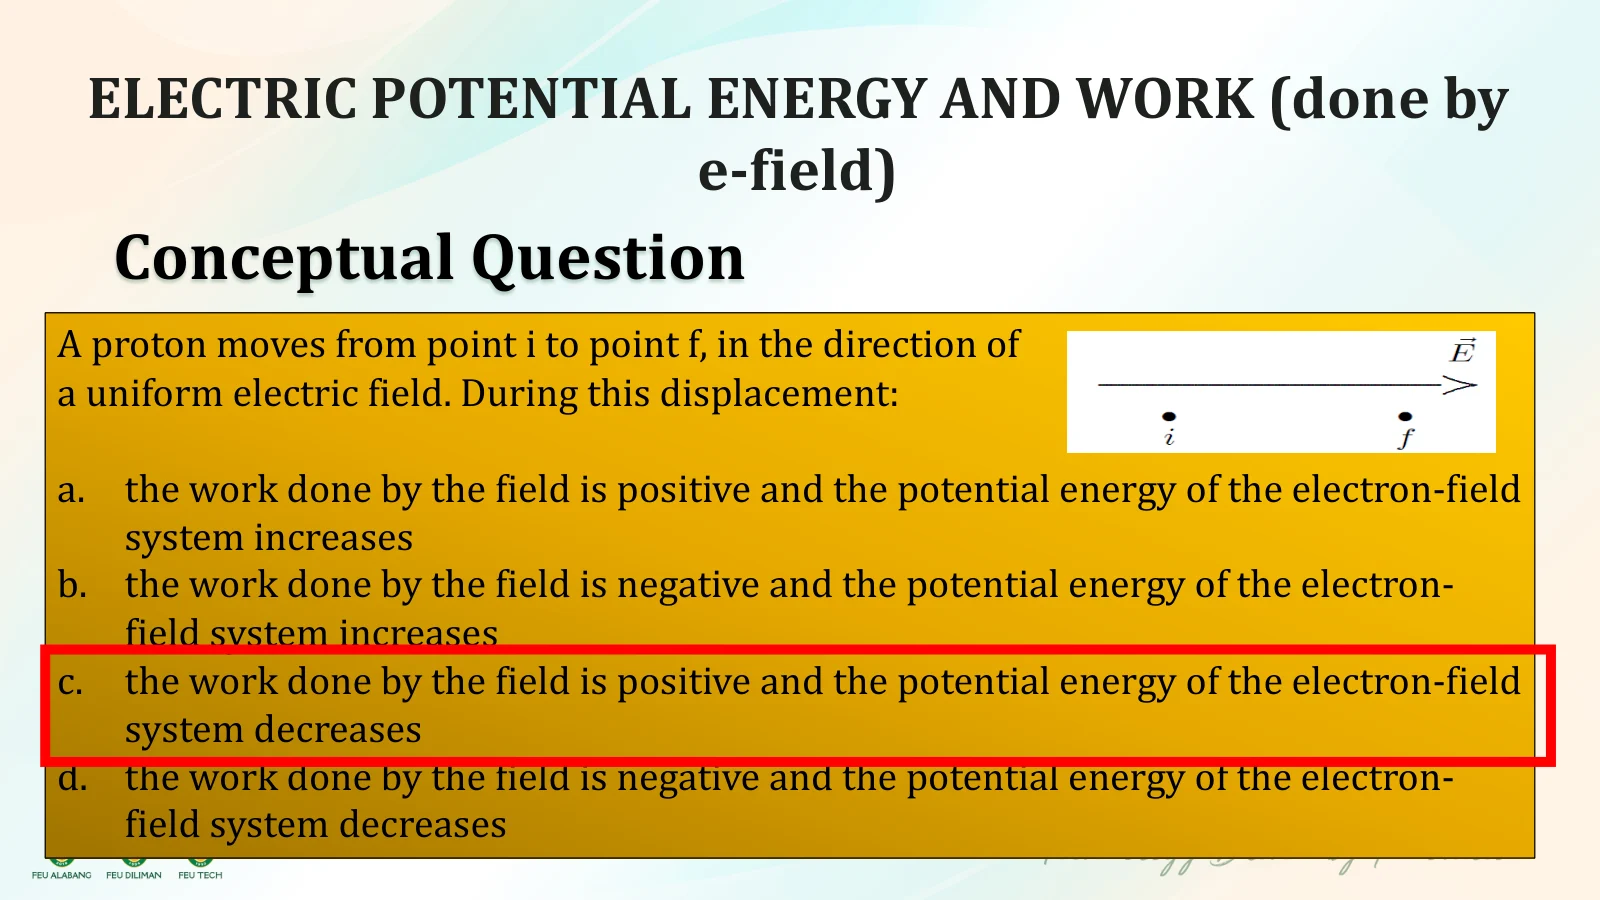 ELECTRIC POTENTIAL ENERGY AND WORK (done by
e-field)
Conceptual Question
A proton moves from point i to point f, in the direction of
a uniform electric field. During this displacement:
E
i f
a. the work done by the field is positive and the potential energy of the electron-field
system increases
b. the work done by the field is negative and the potential energy of the electron-
field system increases
c. the work done by the field is positive and the potential energy of the electron-field
system decreases
d. the work done by the field is negative and the potential energy of the electron-
field system decreases
FEU ALABANG FEU DILIMAN FEU TECH